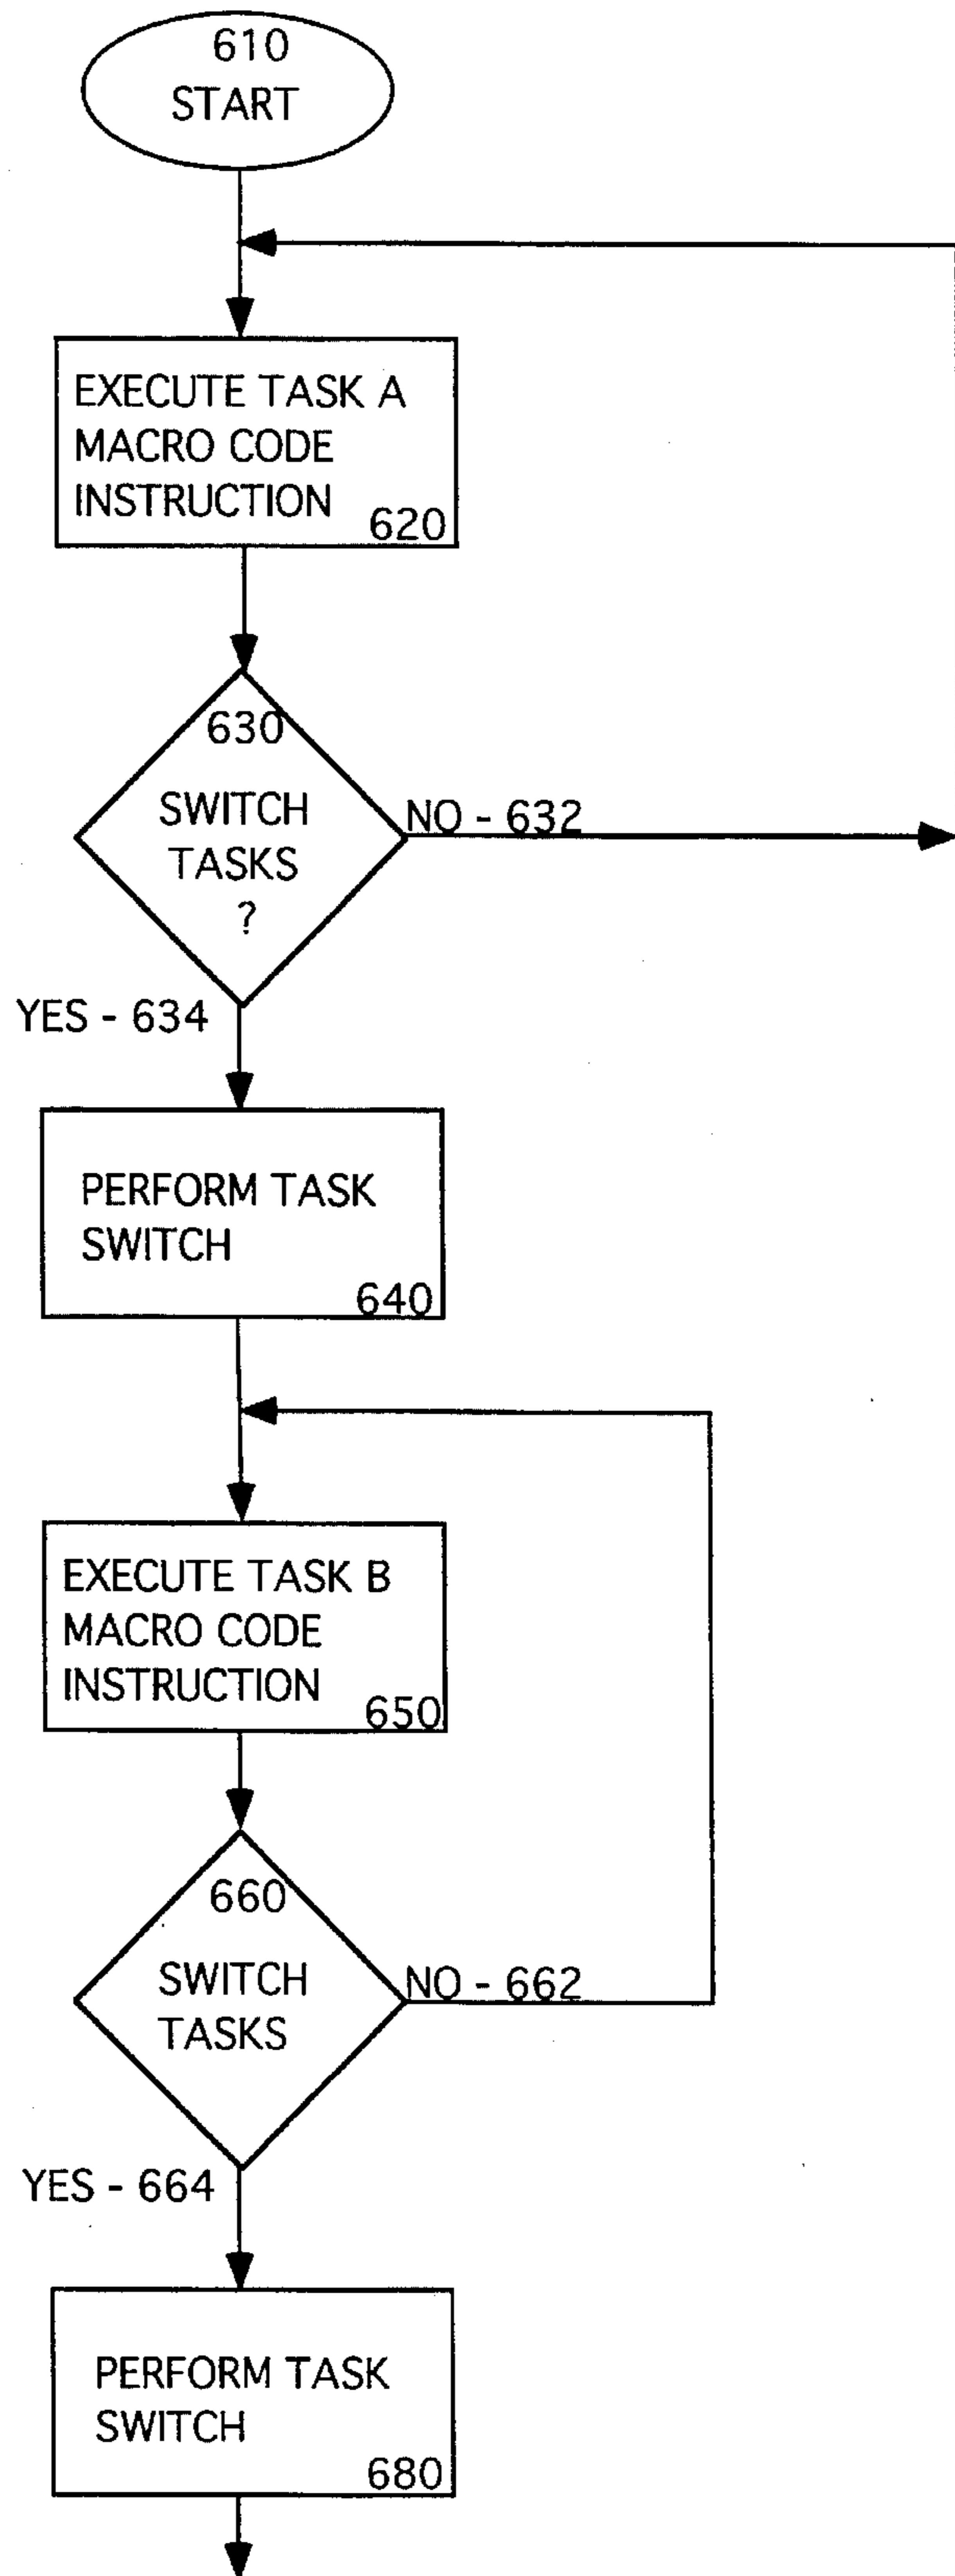 610
START
EXECUTE TASK A
MACRO CODE
INSTRUCTION
620
630
SWITCH
TASKS
?
NO - 632
YES - 634
PERFORM TASK
SWITCH
640
EXECUTE TASK B
MACRO CODE
INSTRUCTION
650
660
SWITCH
TASKS
NO - 662
YES - 664
PERFORM TASK
SWITCH
680